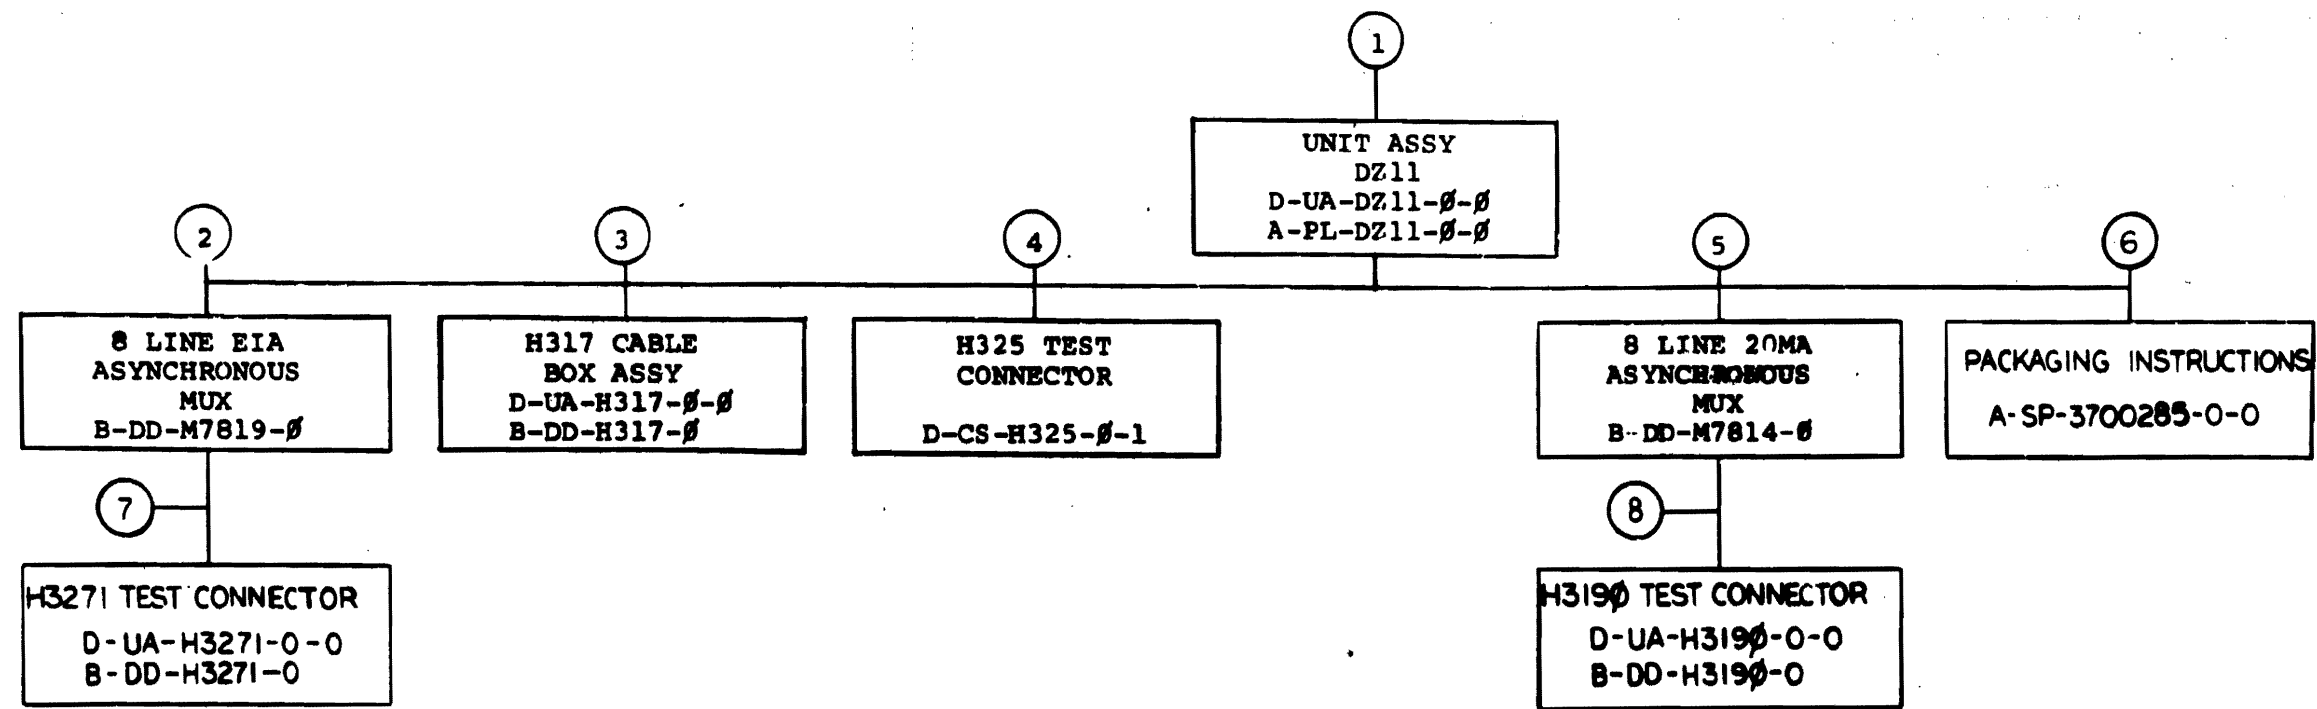 1
UNIT ASSY
DZ11
D-UA-DZ11-Ø-Ø
A-PL-DZ11-Ø-Ø
2
3
4
5
6
8 LINE EIA
ASYNCHRONOUS
MUX
B-DD-M7819-Ø
H317 CABLE
BOX ASSY
D-UA-H317-Ø-Ø
B-DD-H317-Ø
H325 TEST
CONNECTOR
D-CS-H325-Ø-1
8 LINE 20MA
ASYNCHRONOUS
MUX
B-DD-M7814-Ø
PACKAGING INSTRUCTIONS
A-SP-3700285-0-0
7
8
H3271 TEST CONNECTOR
D-UA-H3271-0-0
B-DD-H3271-0
H319Ø TEST CONNECTOR
D-UA-H319Ø-0-0
B-DD-H319Ø-0